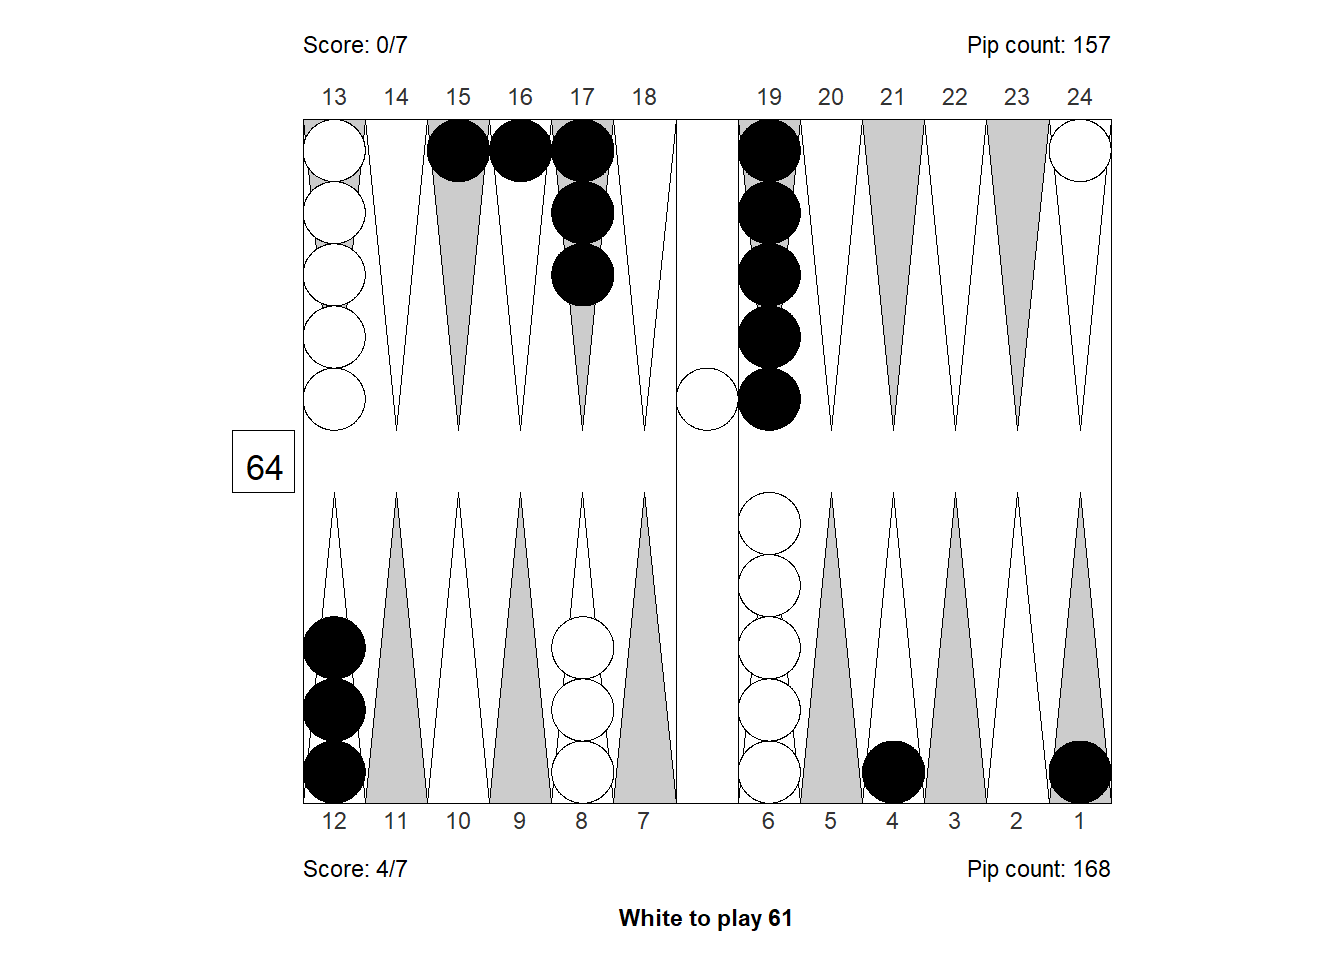 Score: 0/7 Pip count: 157
13 14 15 16 17 18 19 20 21 22 23 24
64
12 11 10 9 8 7 6 5 4 3 2 1
Score: 4/7 Pip count: 168
White to play 61